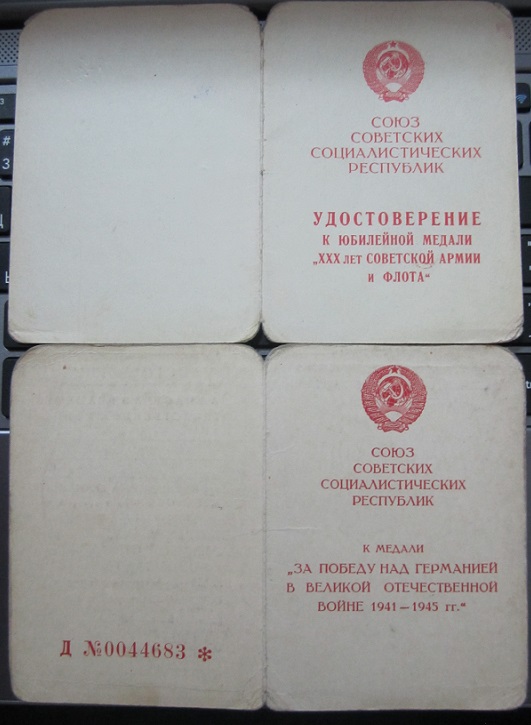 СОЮЗ
СОВЕТСКИХ
СОЦИАЛИСТИЧЕСКИХ
РЕСПУБЛИК
УДОСТОВЕРЕНИЕ
К ЮБИЛЕЙНОЙ МЕДАЛИ
„XXX ЛЕТ СОВЕТСКОЙ АРМИИ
И ФЛОТА“
СОЮЗ
СОВЕТСКИХ
СОЦИАЛИСТИЧЕСКИХ
РЕСПУБЛИК
К МЕДАЛИ
„ЗА ПОБЕДУ НАД ГЕРМАНИЕЙ
В ВЕЛИКОЙ ОТЕЧЕСТВЕННОЙ
ВОЙНЕ 1941—1945 гг.“
Д №0044683 *
#
3